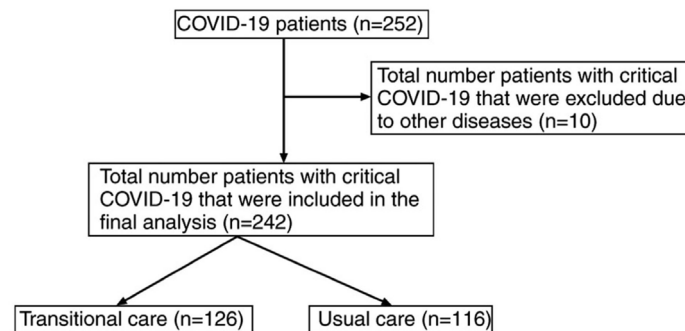 COVID-19 patients (n=252)
Total number patients with critical
COVID-19 that were excluded due
to other diseases (n=10)
Total number patients with critical
COVID-19 that were included in the
final analysis (n=242)
Transitional care (n=126)
Usual care (n=116)